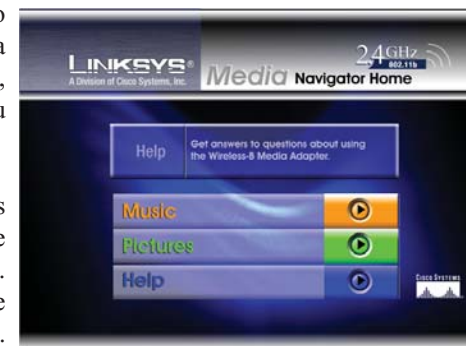 LINKSYS®
A Division of Cisco Systems, Inc.
Media Navigator Home
2,4GHz
802.11b
Help
Get answers to questions about using
the Wireless-B Media Adapter.
Music
Pictures
Help
CISCO SYSTEMS